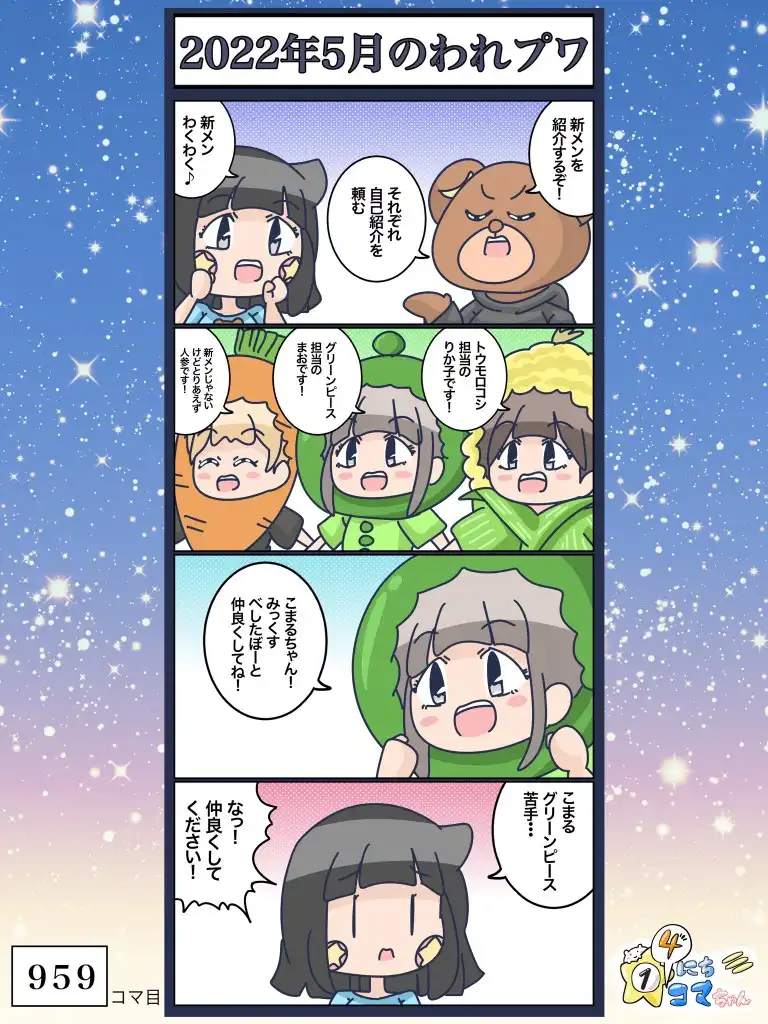 2022年5月のわれプワ
新メンを
紹介するぞ！
それぞれ
自己紹介を
頼む
新メン
わくわく♪
トウモロコシ
担当の
りか子です！
グリーンピース
担当の
まおです！
新メンじゃない
けどとりあえず
人参です！
こまるちゃん！
みっくす
べじたぼーと
仲良くしてね！
こまる
グリーンピース
苦手…
なっ！
仲良くして
ください！
959
コマ目
1
にち
4
コマちゃん